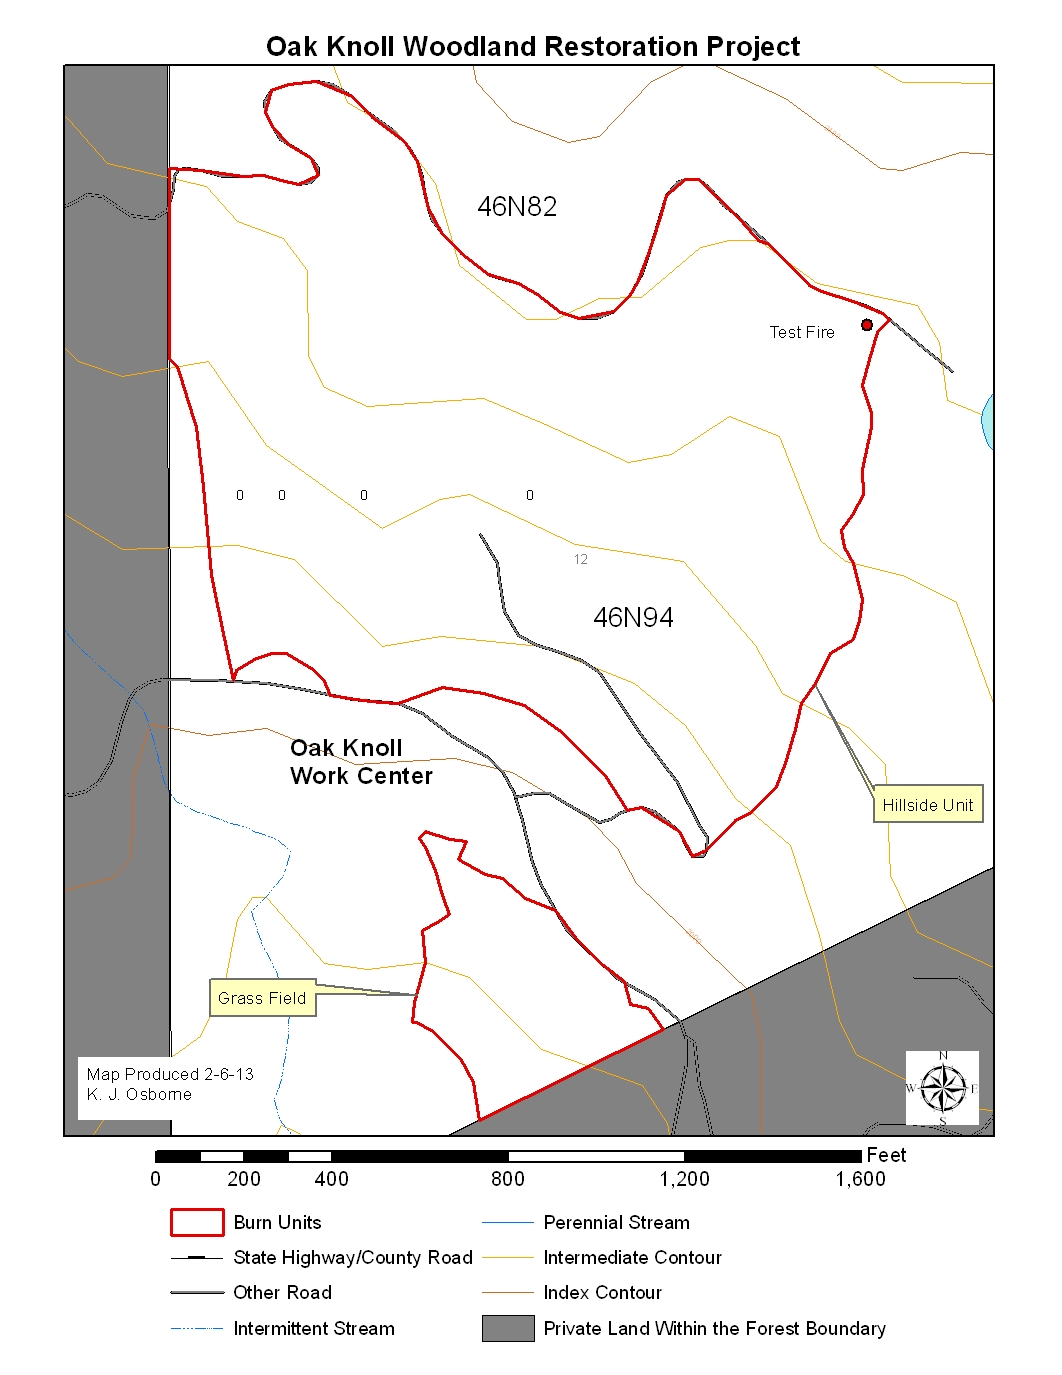 Oak Knoll Woodland Restoration Project
46N82
Test Fire
0 0 0 0
12
46N94
Oak Knoll
Work Center
Hillside Unit
Grass Field
Map Produced 2-6-13
K. J. Osborne
N
W E
S
Feet
0 200 400 800 1,200 1,600
Burn Units
State Highway/County Road
Other Road
Intermittent Stream
Perennial Stream
Intermediate Contour
Index Contour
Private Land Within the Forest Boundary